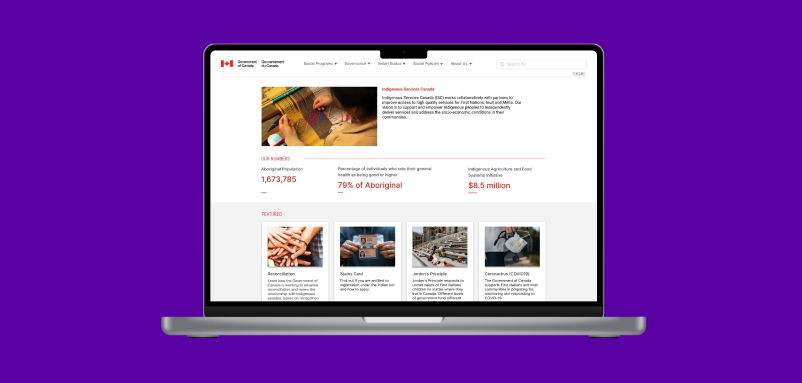 Government of Canada
Gouvernement du Canada
Social Programs
Governance
Indian Status
Social Policies
About Us
Search for
Indigenous Services Canada
Indigenous Services Canada (ISC) works collaboratively with partners to
improve access to high quality services for First Nations, Inuit and Métis. Our
vision is to support and empower Indigenous peoples to independently
deliver services and address the socio-economic conditions in their
communities.
OUR NUMBERS
Aboriginal Population
1,673,785
Percentage of individuals who rate their general
health as being good or higher
79% of Aboriginal
Indigenous Agriculture and Food
Systems Initiative
$8.5 million
FEATURED
Reconciliation
Learn how the Government of
Canada is working to advance
reconciliation and renew the
relationship with Indigenous
peoples, based on recognition
Status Card
Find out if you are entitled to
registration under the Indian Act
and how to apply.
Jordan's Principle
Jordan's Principle responds to
unmet needs of First Nations
children no matter where they
live in Canada. Different levels
of government fund different
Coronavirus (COVID19)
The Government of Canada
supports First Nations and Inuit
communities in preparing for,
monitoring and responding to
COVID-19.